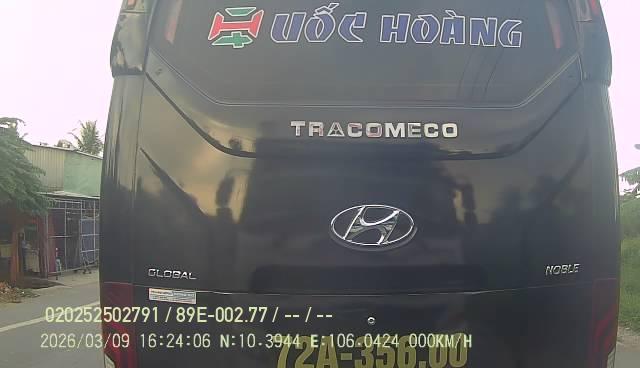 UỐC HOÀNG
TRACOMECO
GLOBAL
NOBLE
020252502791 / 89E-002.77 / -- / --
2026/03/09 16:24:06 N:10.3944 E:106.0424 000KM/H
72A-356.00